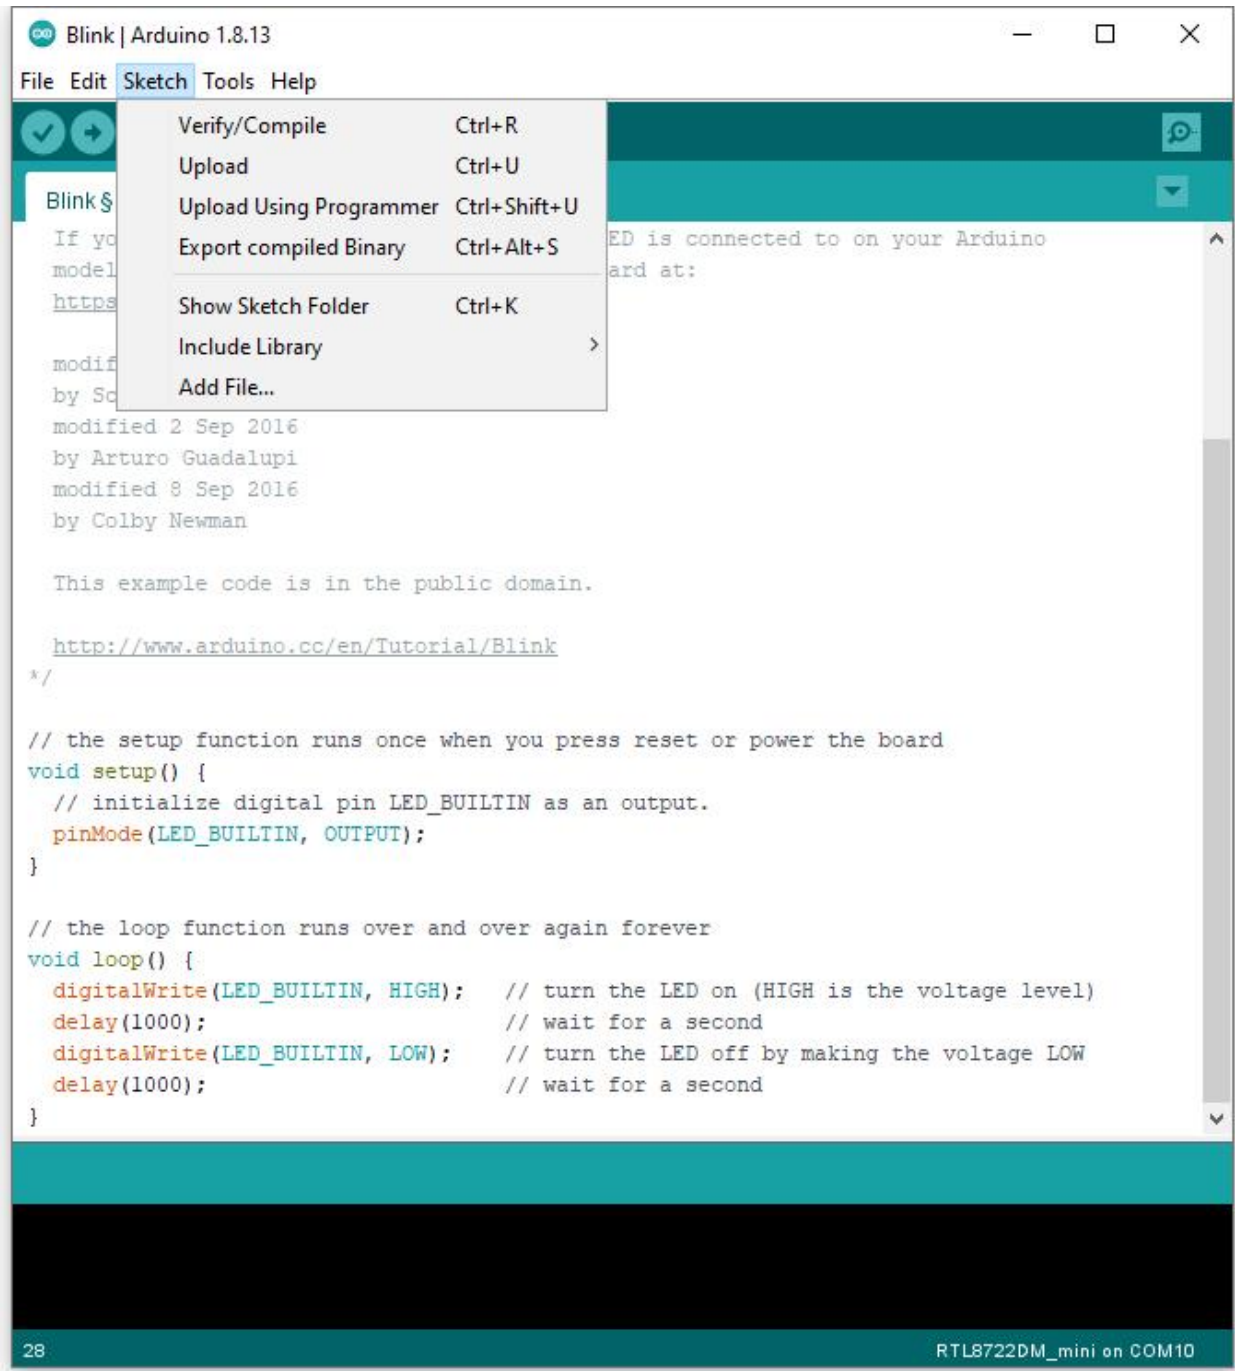 Blink | Arduino 1.8.13
File Edit Sketch Tools Help
Verify/Compile Ctrl+R
Upload Ctrl+U
Upload Using Programmer Ctrl+Shift+U
Export compiled Binary Ctrl+Alt+S
Show Sketch Folder Ctrl+K
Include Library >
Add File...
Blink §
If is connected to on your Arduino
model at:
https
by
modified 2 Sep 2016
by Arturo Guadalupi
modified 8 Sep 2016
by Colby Newman
This example code is in the public domain.
http://www.arduino.cc/en/Tutorial/Blink
*/
// the setup function runs once when you press reset or power the board
void setup() {
// initialize digital pin LED_BUILTIN as an output.
pinMode(LED_BUILTIN, OUTPUT);
}
// the loop function runs over and over again forever
void loop() {
digitalWrite(LED_BUILTIN, HIGH); // turn the LED on (HIGH is the voltage level)
delay(1000); // wait for a second
digitalWrite(LED_BUILTIN, LOW); // turn the LED off by making the voltage LOW
delay(1000); // wait for a second
}
28 RTL8722DM_mini on COM10